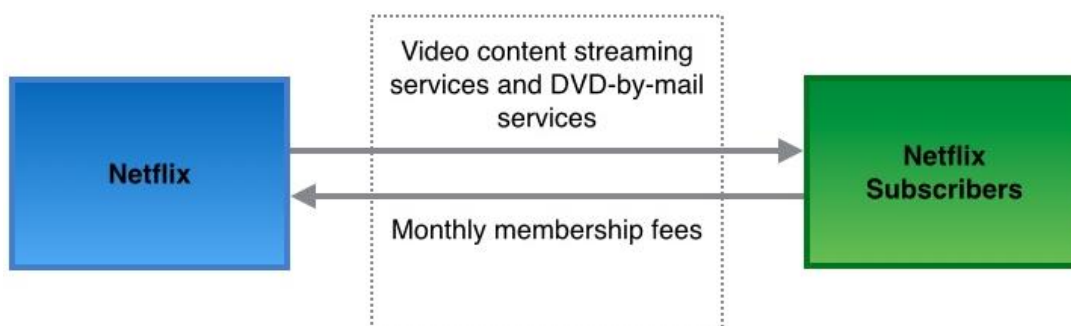 Video content streaming
services and DVD-by-mail
services
Netflix
Netflix
Subscribers
Monthly membership fees